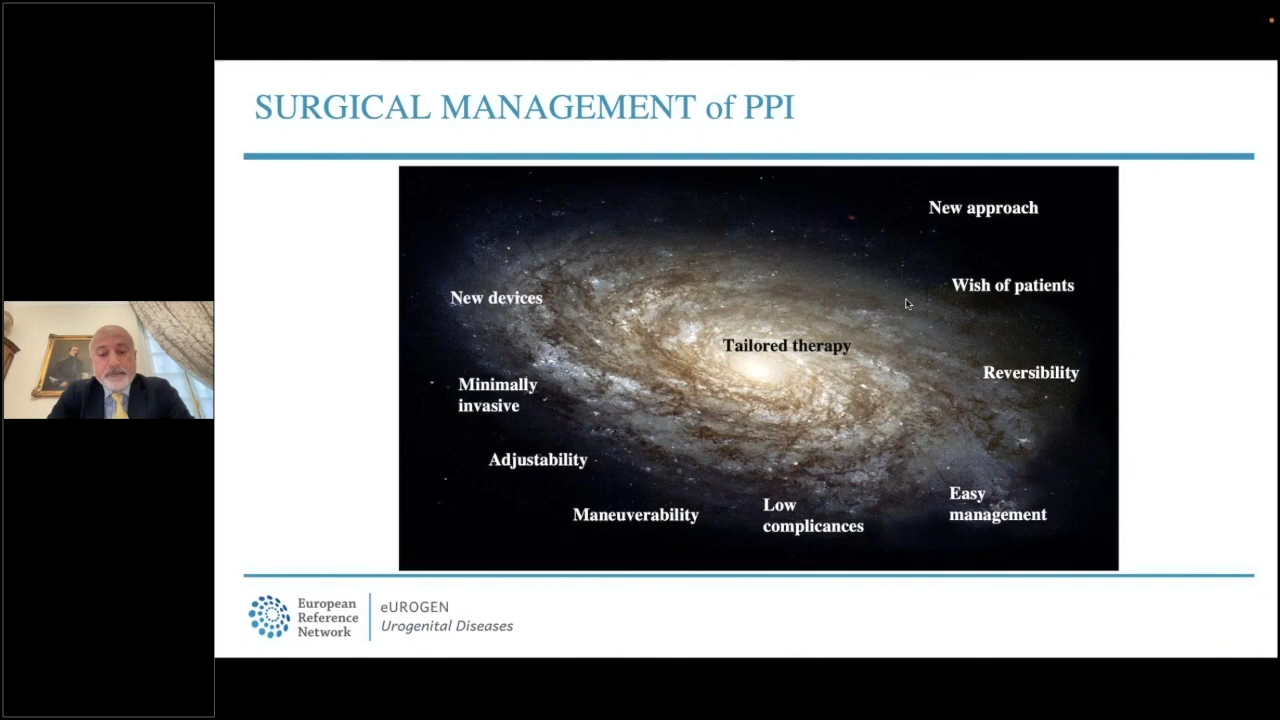 SURGICAL MANAGEMENT of PPI
New approach
Wish of patients
New devices
Tailored therapy
Reversibility
Minimally
invasive
Adjustability
Maneuverability
Low
complicances
Easy
management
European
Reference
Network
eUROGEN
Urogenital Diseases